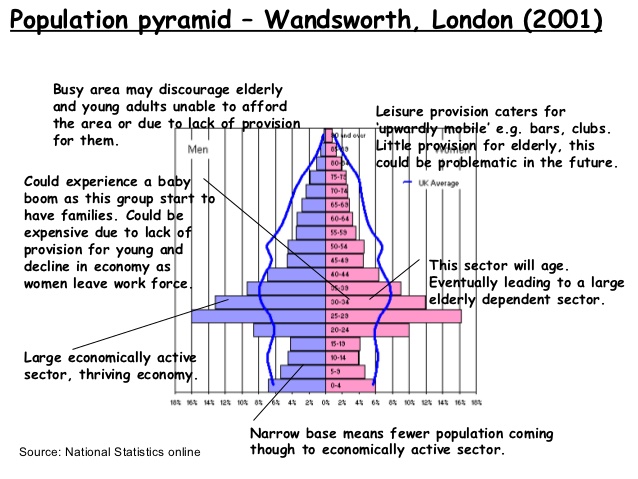 Population pyramid – Wandsworth, London (2001)
Busy area may discourage elderly
and young adults unable to afford
the area or due to lack of provision
for them.
Leisure provision caters for
'upwardly mobile' e.g. bars, clubs.
Little provision for elderly, this
could be problematic in the future.
Could experience a baby
boom as this group start to
have families. Could be
expensive due to lack of
provision for young and
decline in economy as
women leave work force.
This sector will age.
Eventually leading to a large
elderly dependent sector.
Large economically active
sector, thriving economy.
Narrow base means fewer population coming
though to economically active sector.
Men
Women
UK Average
90 and over
85-89
80-84
75-79
70-74
65-69
60-64
55-59
50-54
45-49
40-44
35-39
30-34
25-29
20-24
15-19
10-14
5-9
0-4
18% 16% 14% 12% 10% 8% 6% 4% 2% 0% 2% 4% 6% 8% 10% 12% 14% 16% 18%
Source: National Statistics online